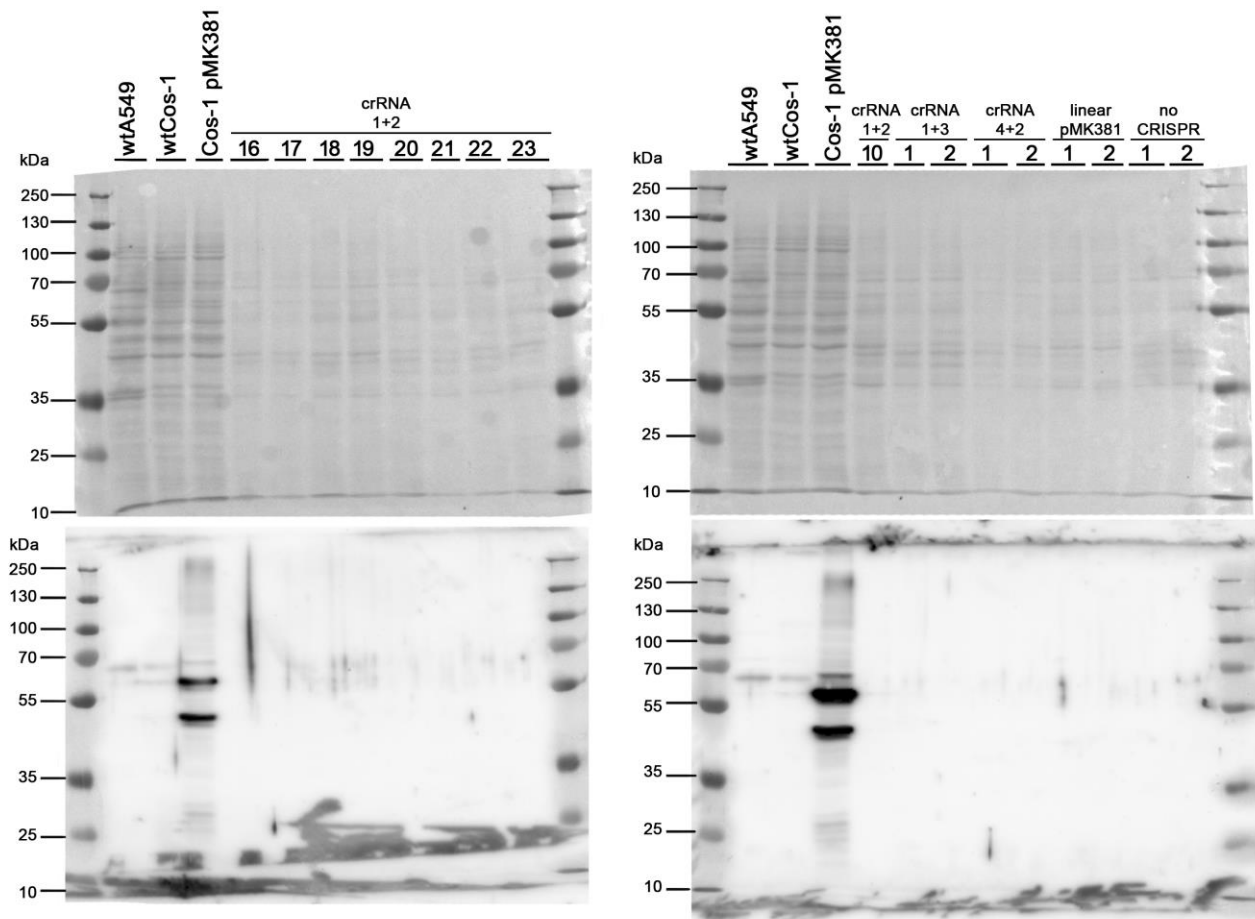 wtA549
wtCos-1
Cos-1 pMK381
crRNA
1+2
16 17 18 19 20 21 22 23
kDa
250
130
100
70
55
35
25
10
kDa
250
130
100
70
55
35
25
10
wtA549
wtCos-1
Cos-1 pMK381
crRNA crRNA crRNA linear no
1+2 1+3 4+2 pMK381 CRISPR
10 1 2 1 2 1 2 1 2
kDa
250
130
100
70
55
35
25
10
kDa
250
130
100
70
55
35
25
10